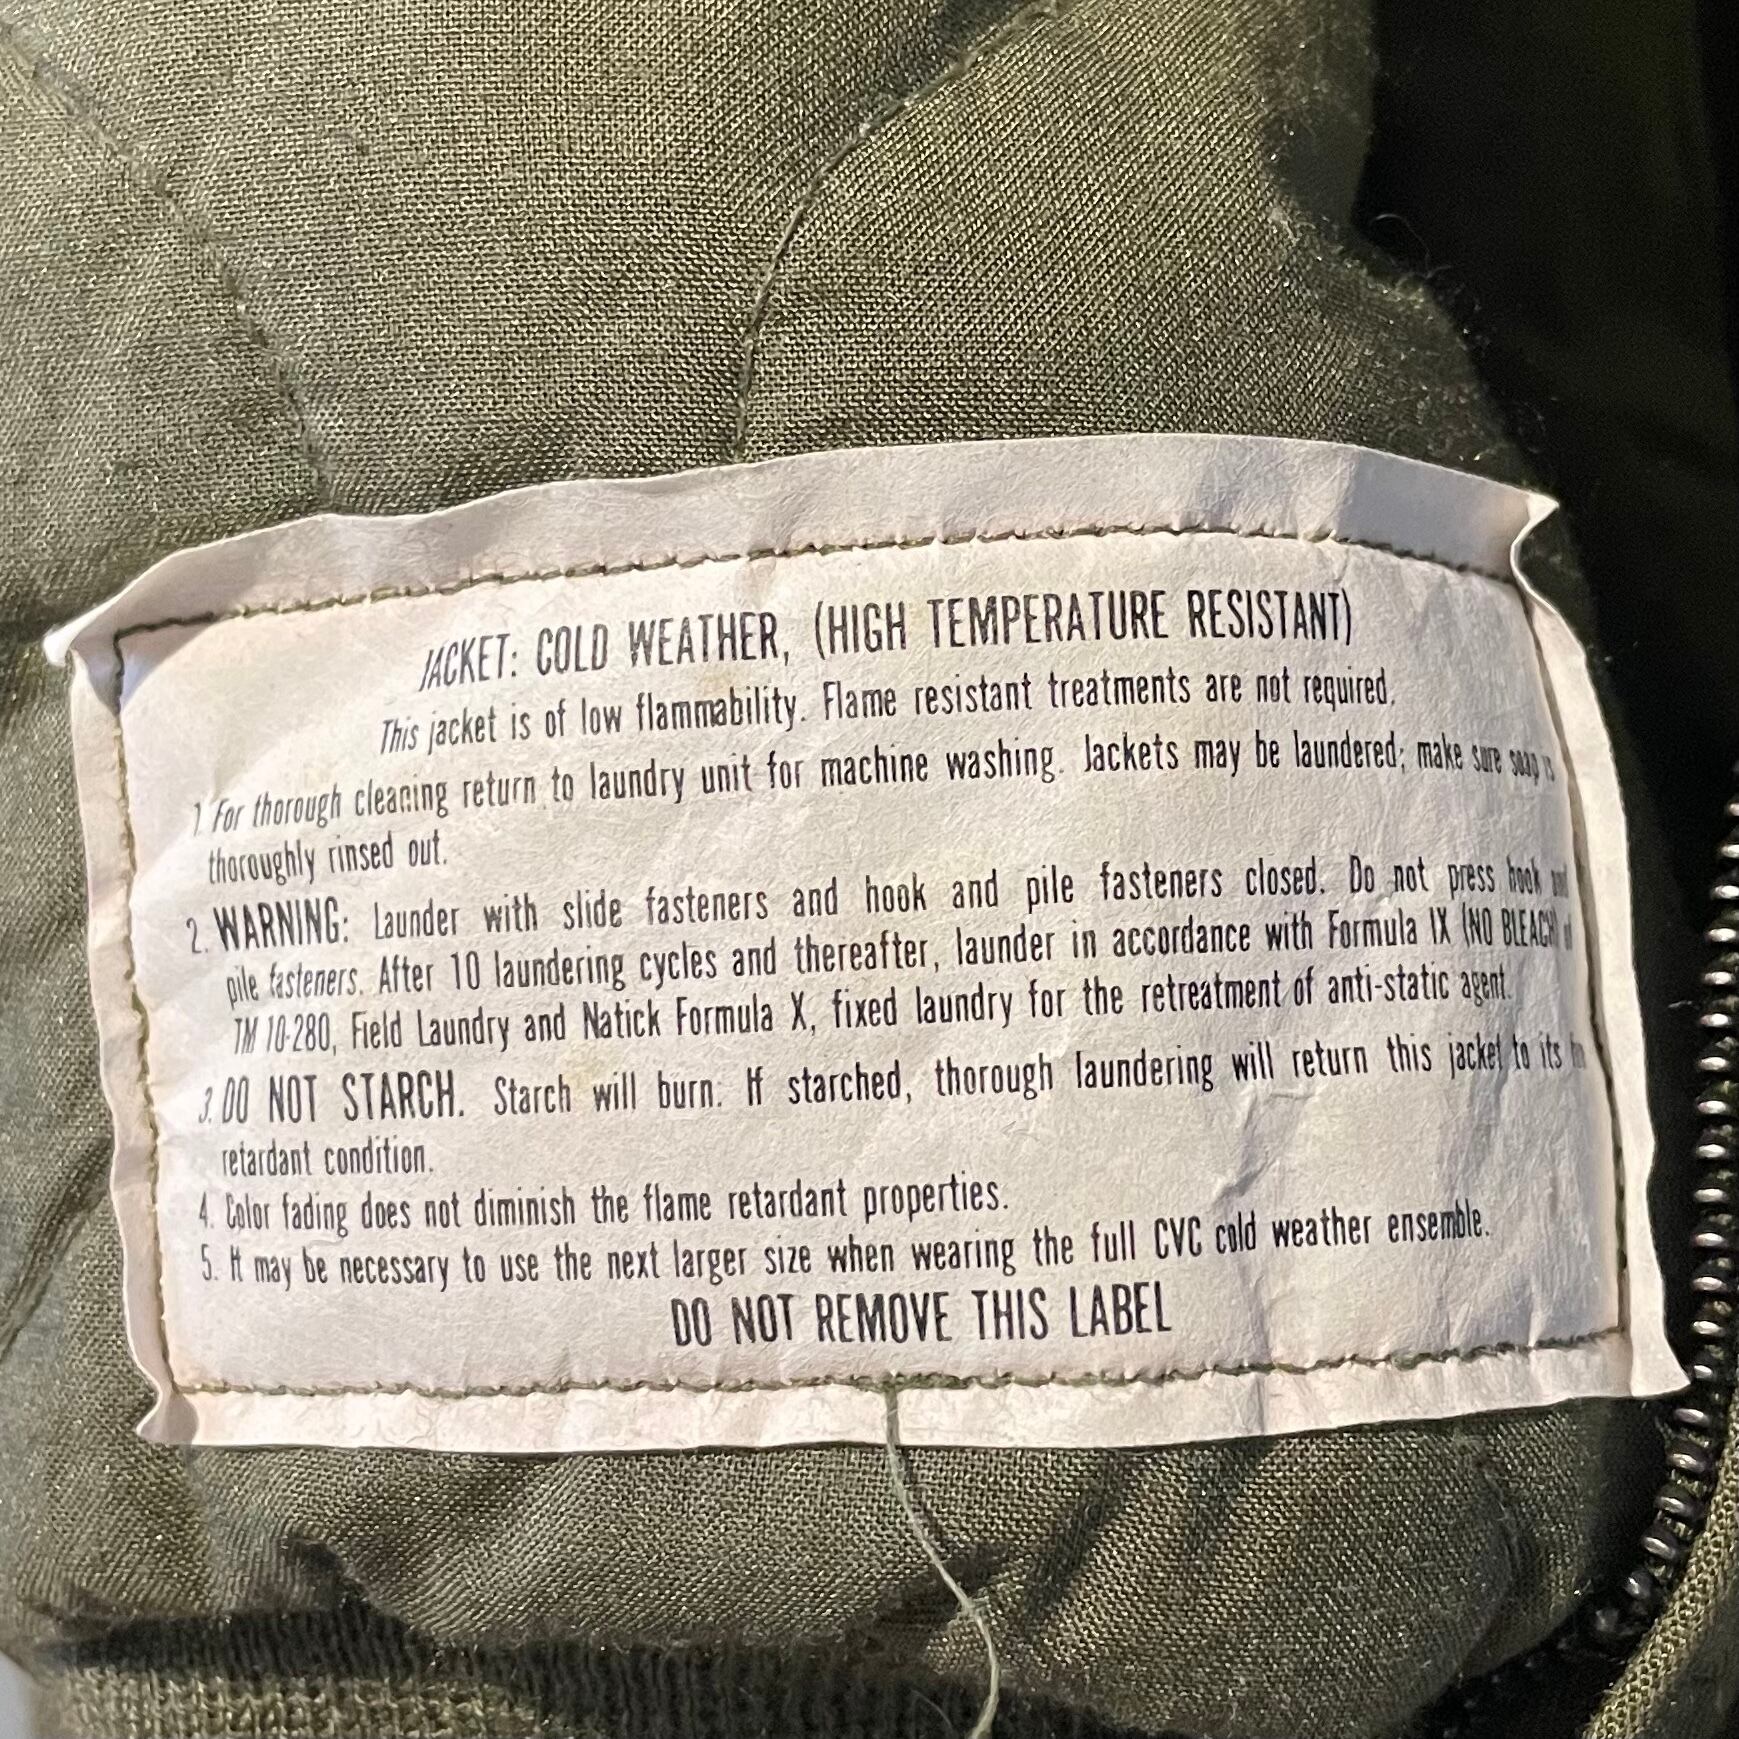 JACKET: COLD WEATHER, (HIGH TEMPERATURE RESISTANT)
This jacket is of low flammability. Flame resistant treatments are not required.
1. For thorough cleaning return to laundry unit for machine washing. Jackets may be laundered; make sure soap is
thoroughly rinsed out.
2. WARNING: Launder with slide fasteners and hook and pile fasteners closed. Do not press hook and
pile fasteners. After 10 laundering cycles and thereafter, launder in accordance with Formula IX (NO BLEACH) of
TM 10-280, Field Laundry and Natick Formula X, fixed laundry for the retreatment of anti-static agent.
3. DO NOT STARCH. Starch will burn. If starched, thorough laundering will return this jacket to its
retardant condition.
4. Color fading does not diminish the flame retardant properties.
5. It may be necessary to use the next larger size when wearing the full CVC cold weather ensemble.
DO NOT REMOVE THIS LABEL